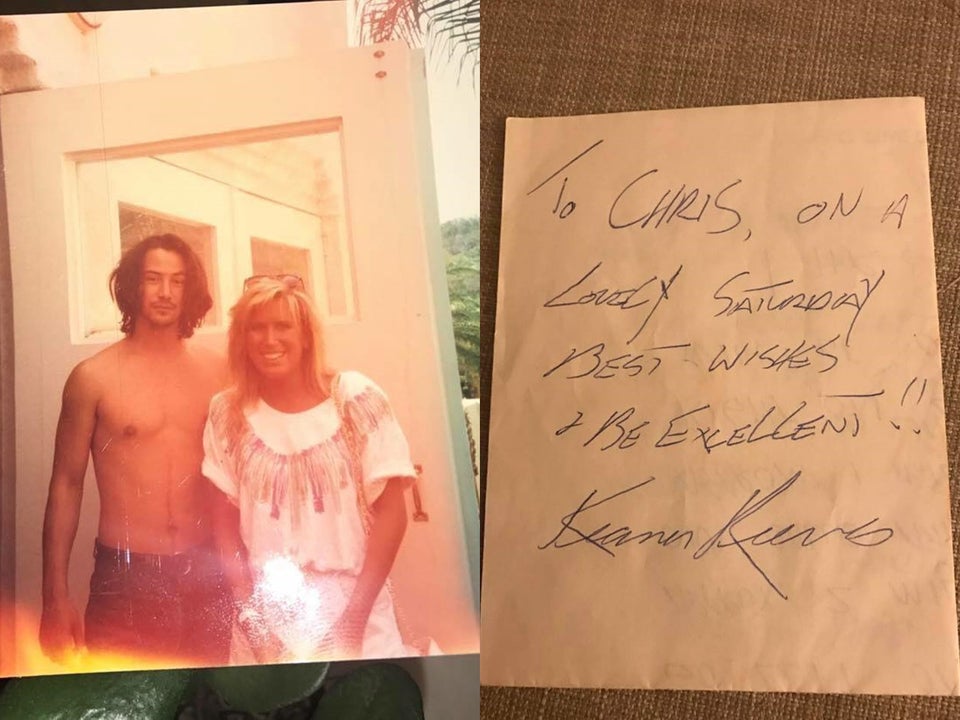 To CHRIS, ON A
LOVELY SATURDAY
BEST WISHES
& BE EXCELLENT!!
Keanu Reeves